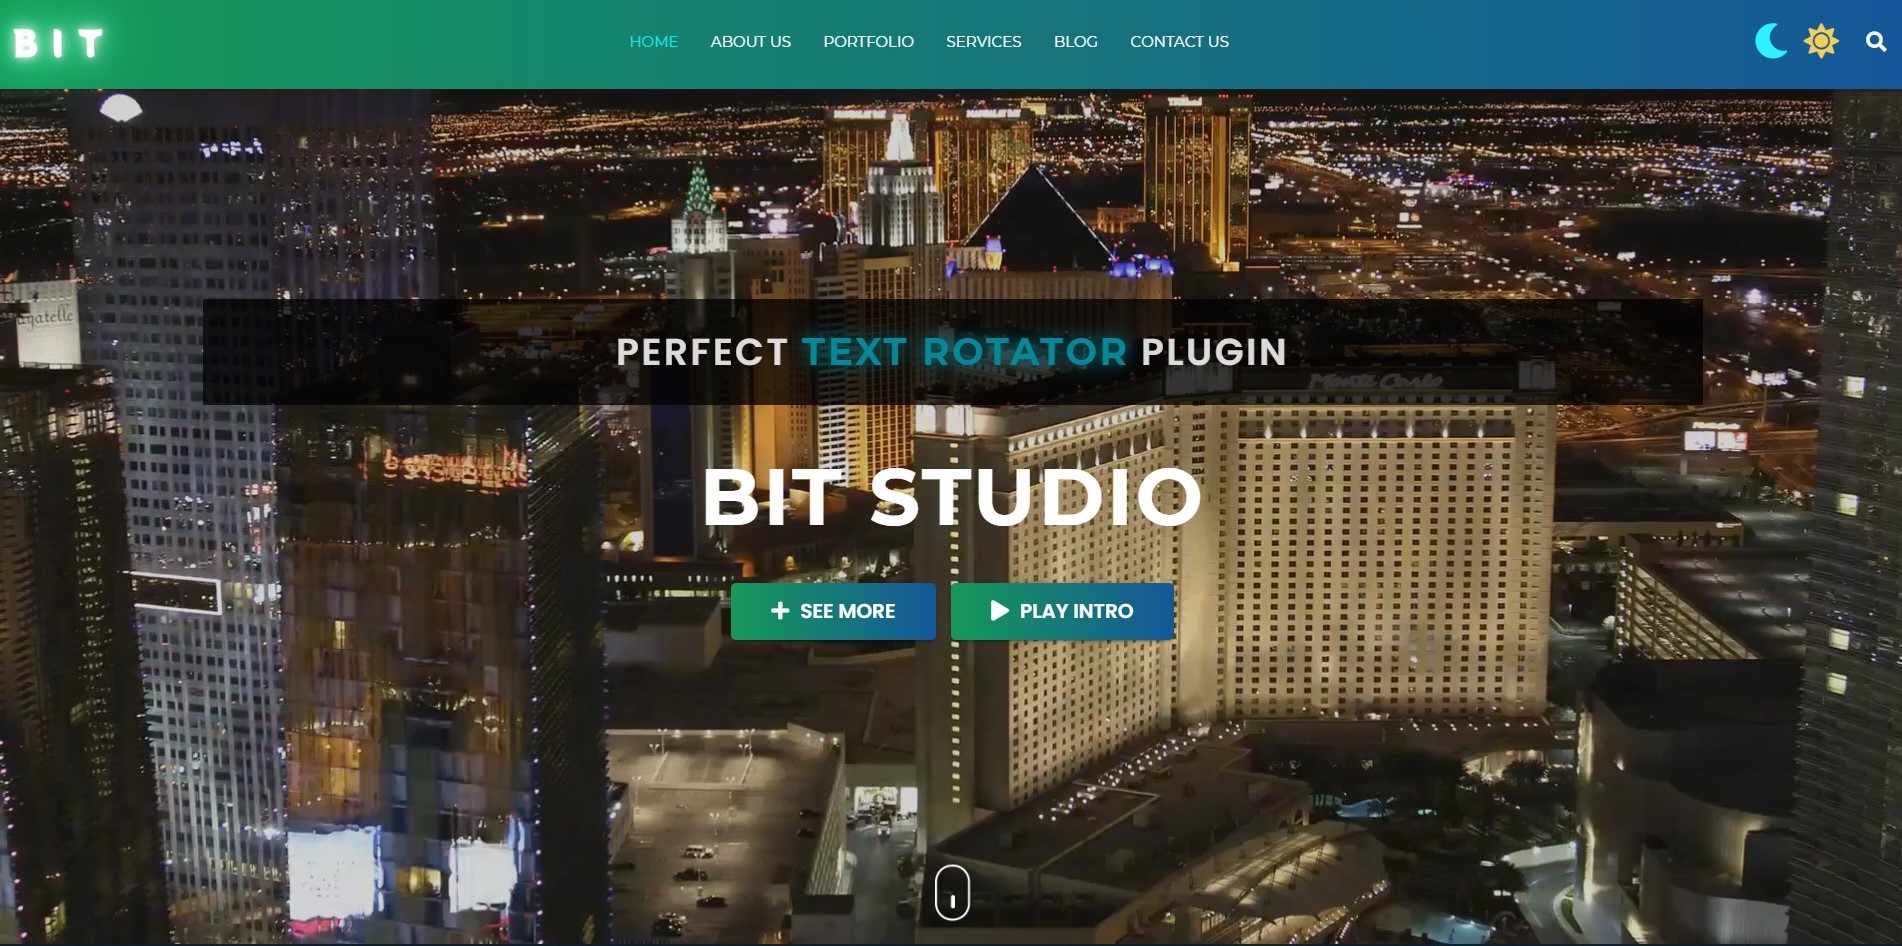 BIT
HOME ABOUT US PORTFOLIO SERVICES BLOG CONTACT US
agatelle
PERFECT TEXT ROTATOR PLUGIN
Monte Carlo
BIT STUDIO
SEE MORE PLAY INTRO